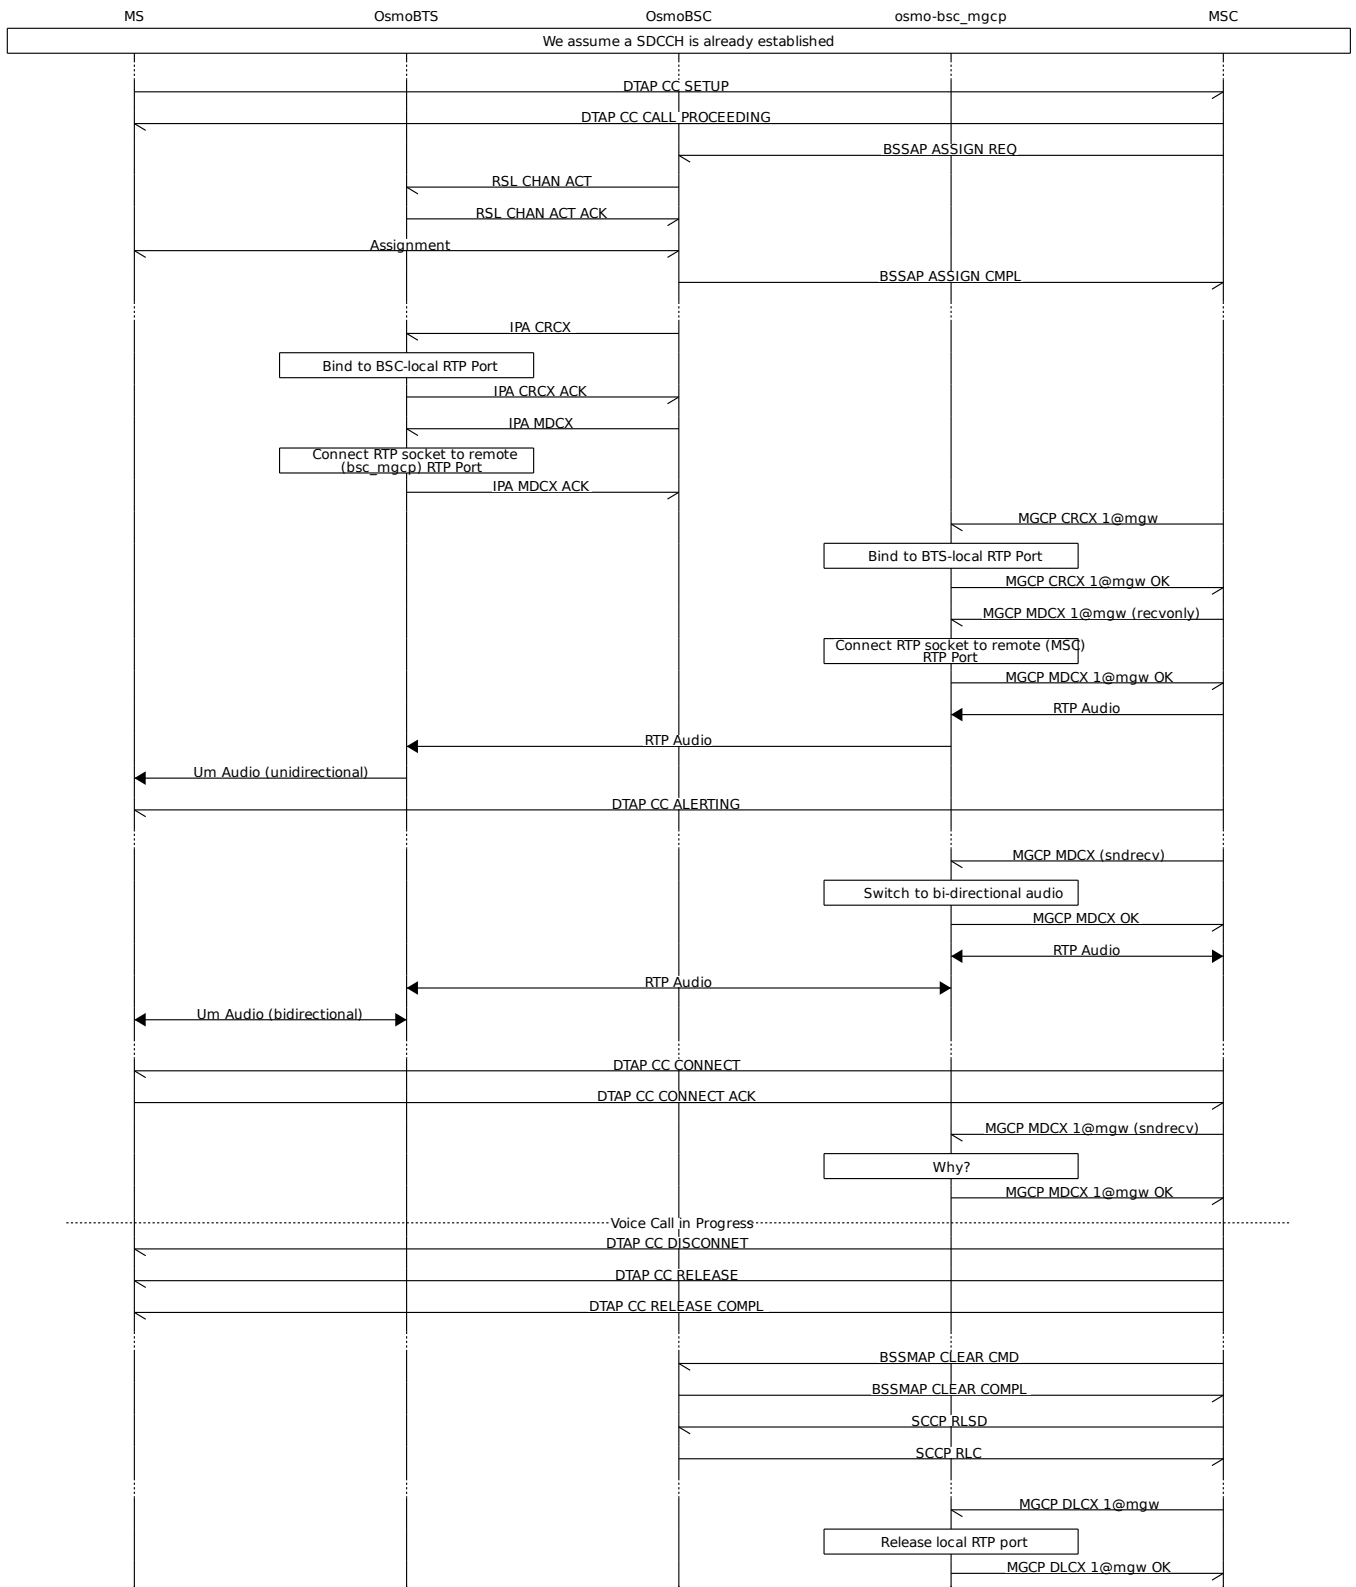 MS OsmoBTS OsmoBSC osmo-bsc_mgcp MSC
We assume a SDCCH is already established
DTAP CC SETUP
DTAP CC CALL PROCEEDING
BSSAP ASSIGN REQ
RSL CHAN ACT
RSL CHAN ACT ACK
Assignment
BSSAP ASSIGN CMPL
IPA CRCX
Bind to BSC-local RTP Port
IPA CRCX ACK
IPA MDCX
Connect RTP socket to remote
(bsc_mgcp) RTP Port
IPA MDCX ACK
MGCP CRCX 1@mgw
Bind to BTS-local RTP Port
MGCP CRCX 1@mgw OK
MGCP MDCX 1@mgw (recvonly)
Connect RTP socket to remote (MSC)
RTP Port
MGCP MDCX 1@mgw OK
RTP Audio
RTP Audio
Um Audio (unidirectional)
DTAP CC ALERTING
MGCP MDCX (sndrecv)
Switch to bi-directional audio
MGCP MDCX OK
RTP Audio
RTP Audio
Um Audio (bidirectional)
DTAP CC CONNECT
DTAP CC CONNECT ACK
MGCP MDCX 1@mgw (sndrecv)
Why?
MGCP MDCX 1@mgw OK
Voice Call in Progress
DTAP CC DISCONNET
DTAP CC RELEASE
DTAP CC RELEASE COMPL
BSSMAP CLEAR CMD
BSSMAP CLEAR COMPL
SCCP RLSD
SCCP RLC
MGCP DLCX 1@mgw
Release local RTP port
MGCP DLCX 1@mgw OK